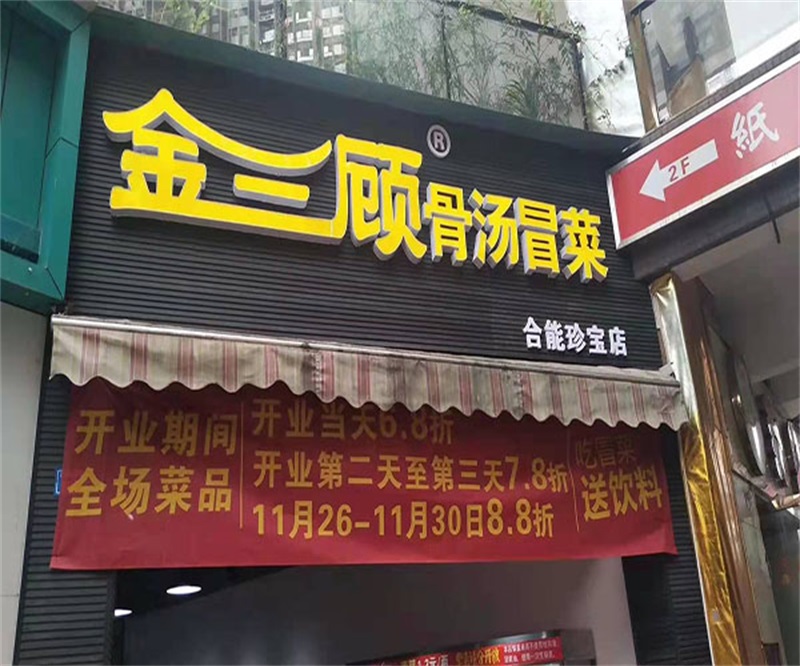 金三顾®骨汤冒菜
合能珍宝店
2F
紙
开业期间
全场菜品
开业当天6.8折
开业第二天至第三天7.8折
11月26-11月30日8.8折
吃冒菜
送饮料